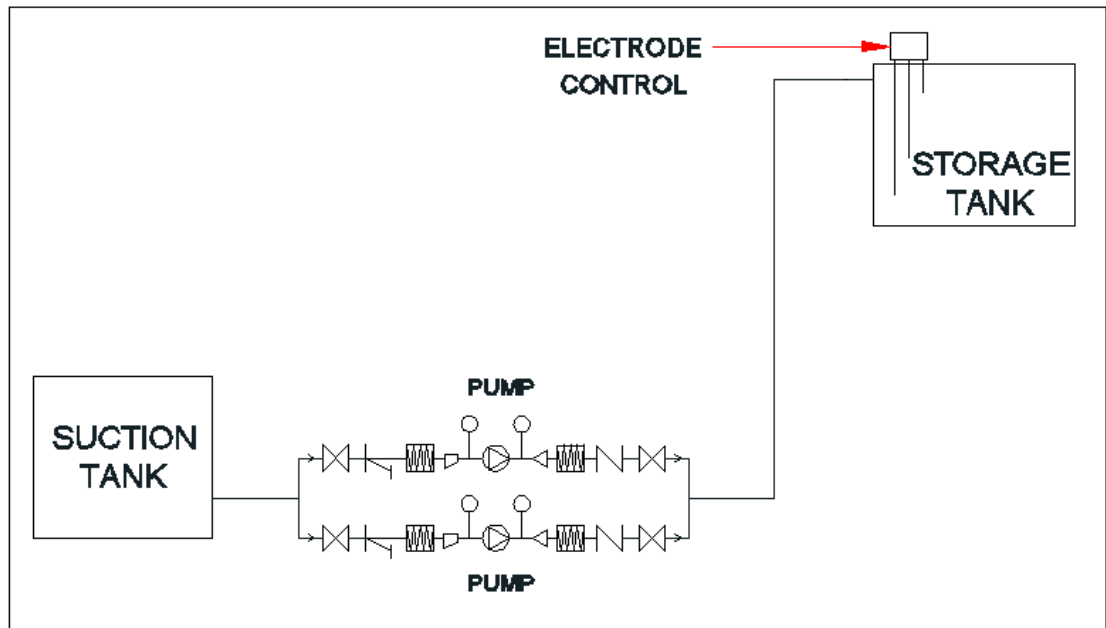 ELECTRODE
CONTROL
STORAGE
TANK
SUCTION
TANK
PUMP
PUMP